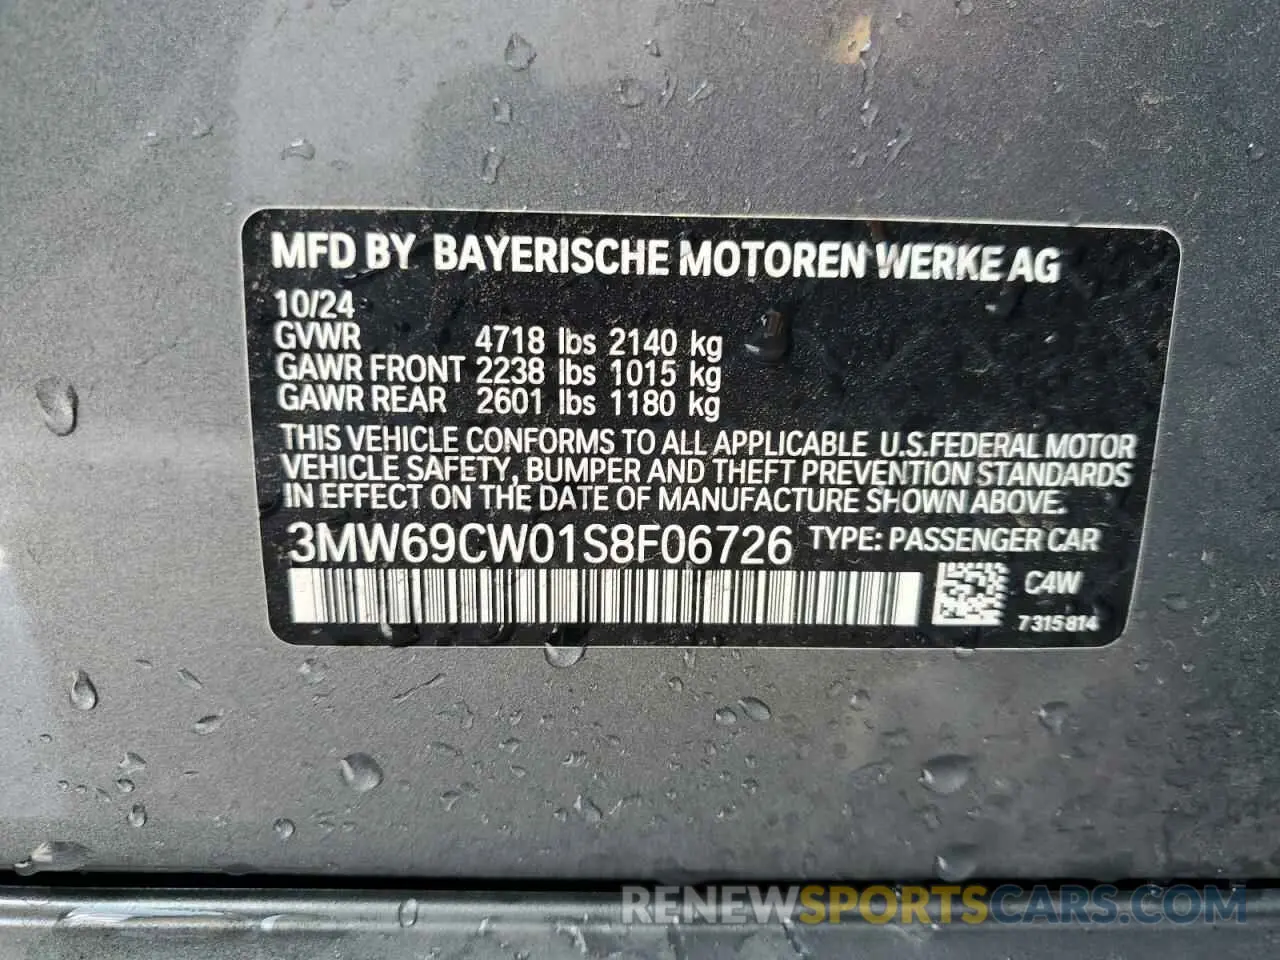 MFD BY BAYERISCHE MOTOREN WERKE AG
10/24
GVWR 4718 lbs 2140 kg
GAWR FRONT 2238 lbs 1015 kg
GAWR REAR 2601 lbs 1180 kg
THIS VEHICLE CONFORMS TO ALL APPLICABLE U.S.FEDERAL MOTOR
VEHICLE SAFETY, BUMPER AND THEFT PREVENTION STANDARDS
IN EFFECT ON THE DATE OF MANUFACTURE SHOWN ABOVE.
3MW69CW01S8F06726 TYPE: PASSENGER CAR
C4W
7315814
RENEWSPORTSCARS.COM